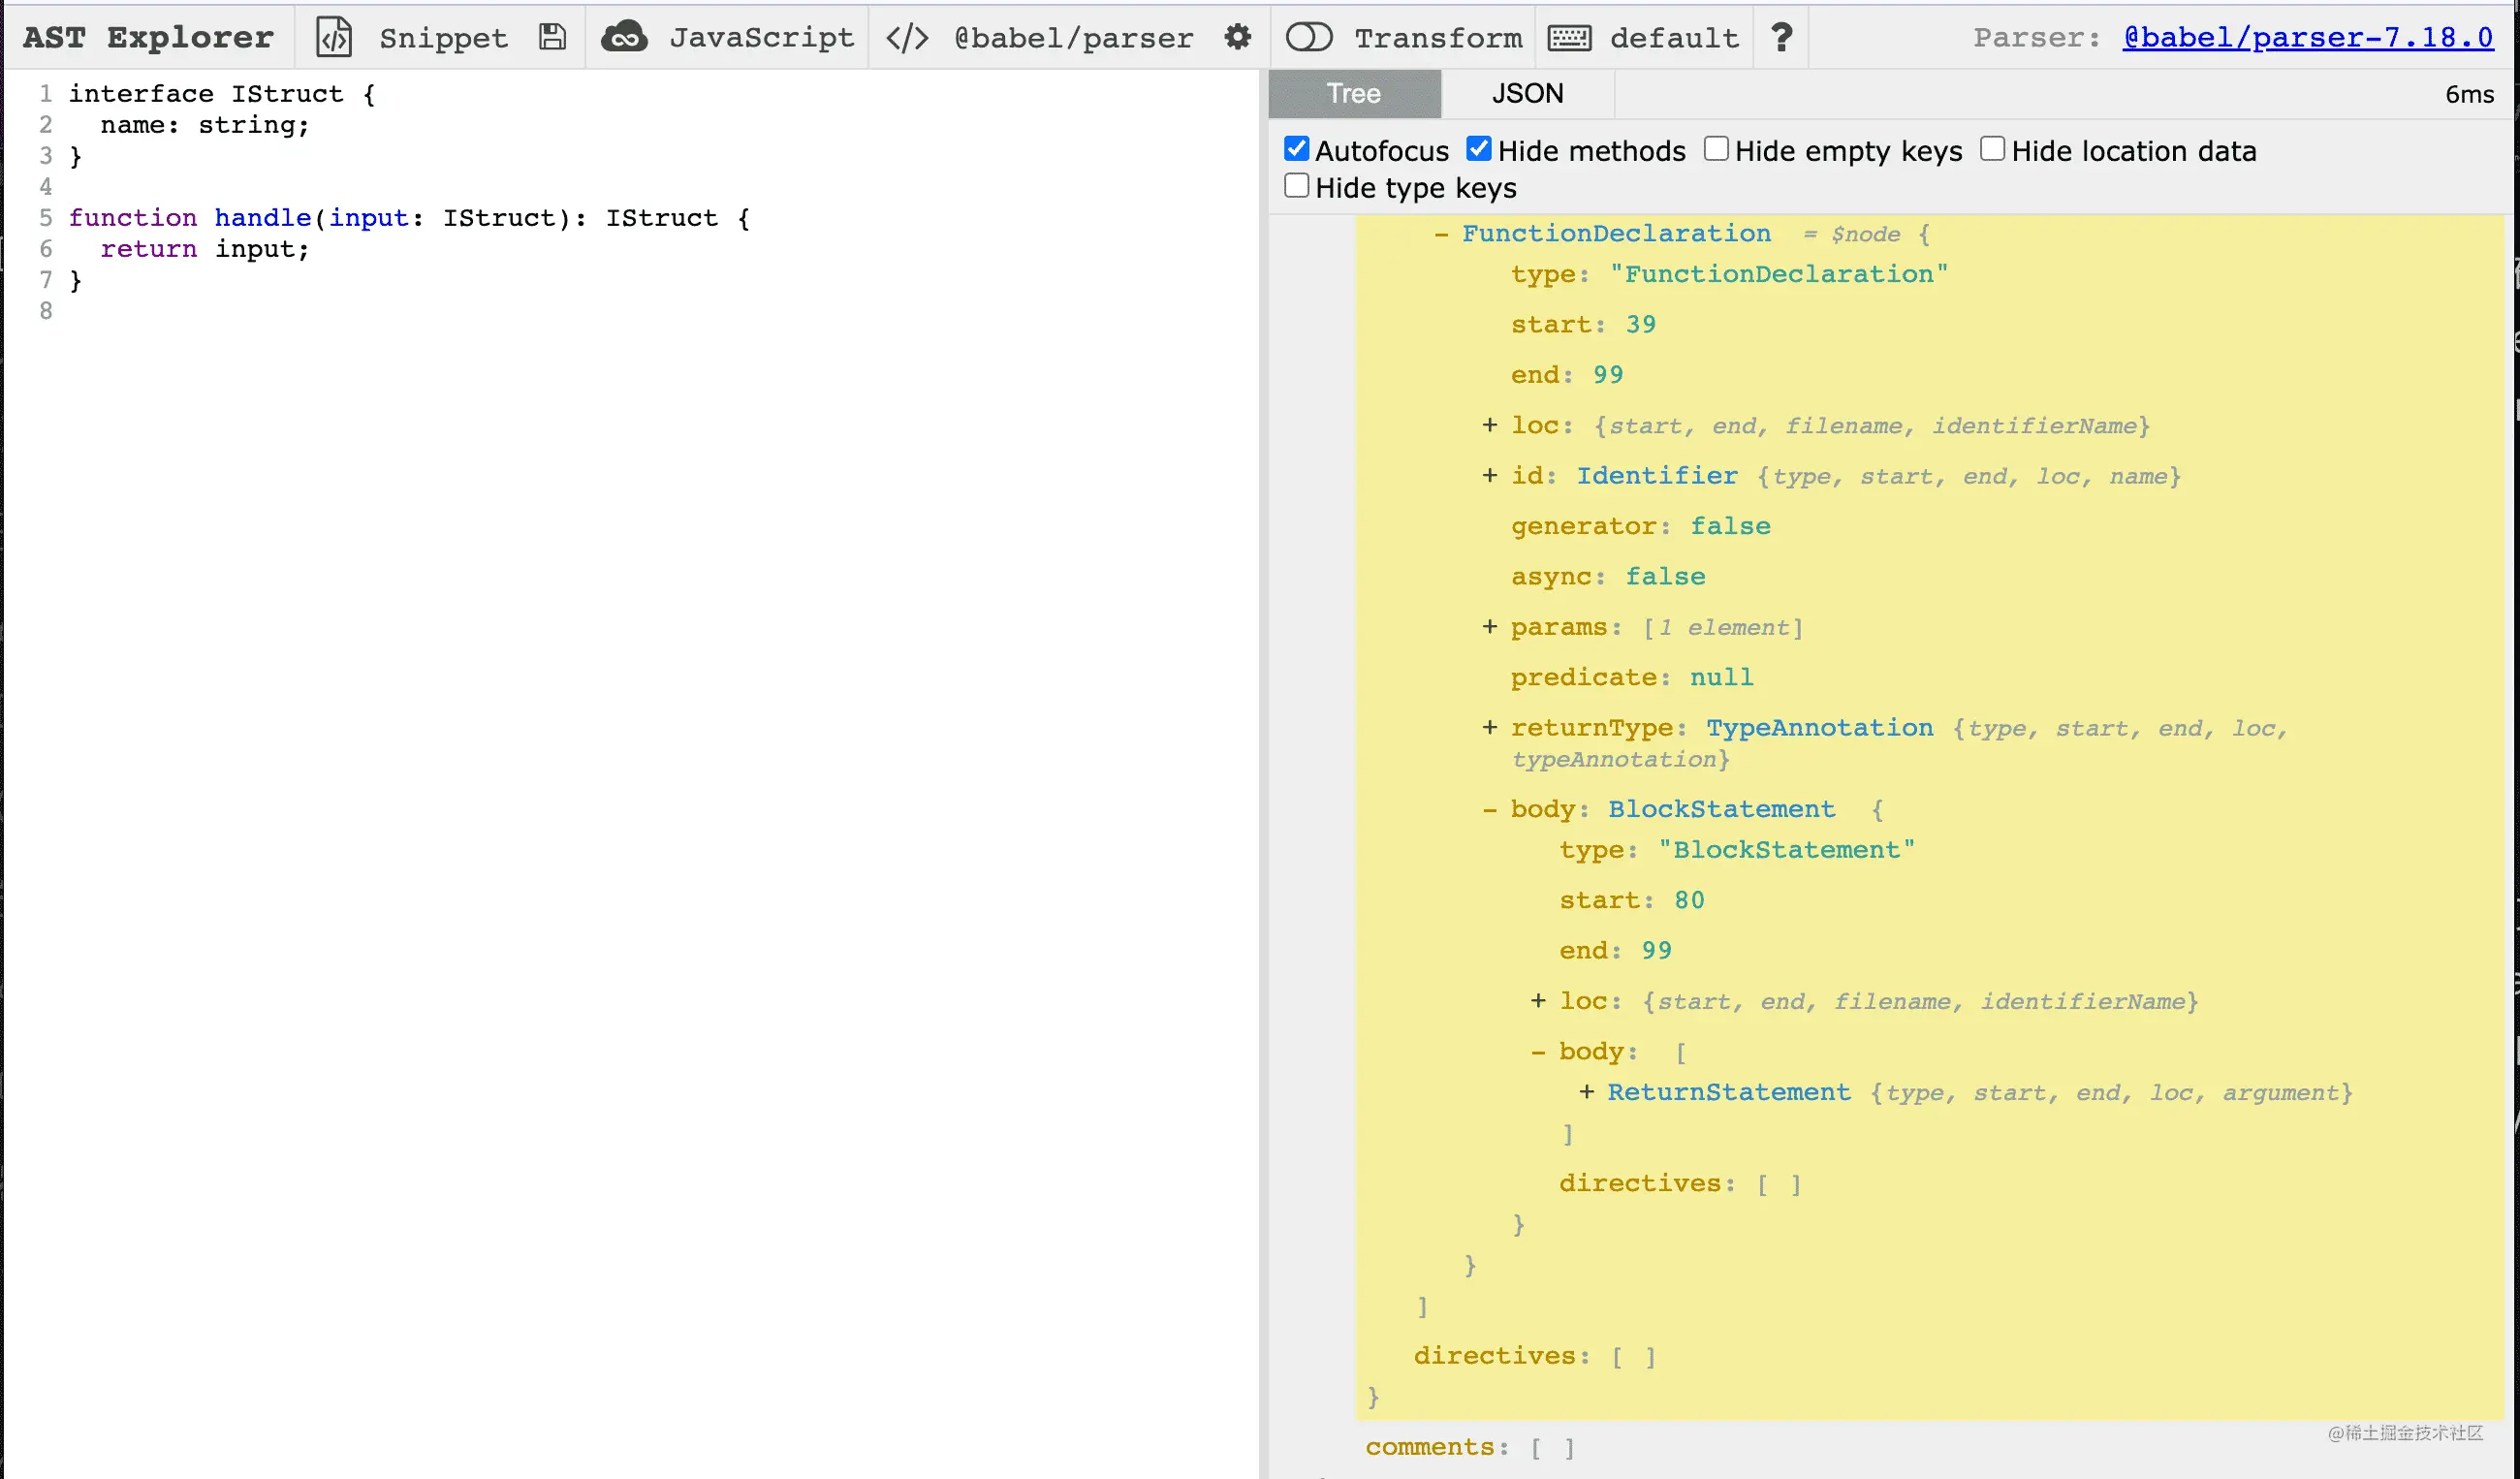 AST Explorer Snippet JavaScript </> @babel/parser Transform default ? Parser: @babel/parser-7.18.0
1 interface IStruct {
2   name: string;
3 }
4
5 function handle(input: IStruct): IStruct {
6   return input;
7 }
8
Tree JSON 6ms
Autofocus Hide methods Hide empty keys Hide location data
Hide type keys
- FunctionDeclaration = $node {
type: "FunctionDeclaration"
start: 39
end: 99
+ loc: {start, end, filename, identifierName}
+ id: Identifier {type, start, end, loc, name}
generator: false
async: false
+ params: [1 element]
predicate: null
+ returnType: TypeAnnotation {type, start, end, loc,
typeAnnotation}
- body: BlockStatement {
type: "BlockStatement"
start: 80
end: 99
+ loc: {start, end, filename, identifierName}
- body: [
+ ReturnStatement {type, start, end, loc, argument}
]
directives: [ ]
}
}
]
directives: [ ]
}
comments: [ ]
@稀土掘金技术社区